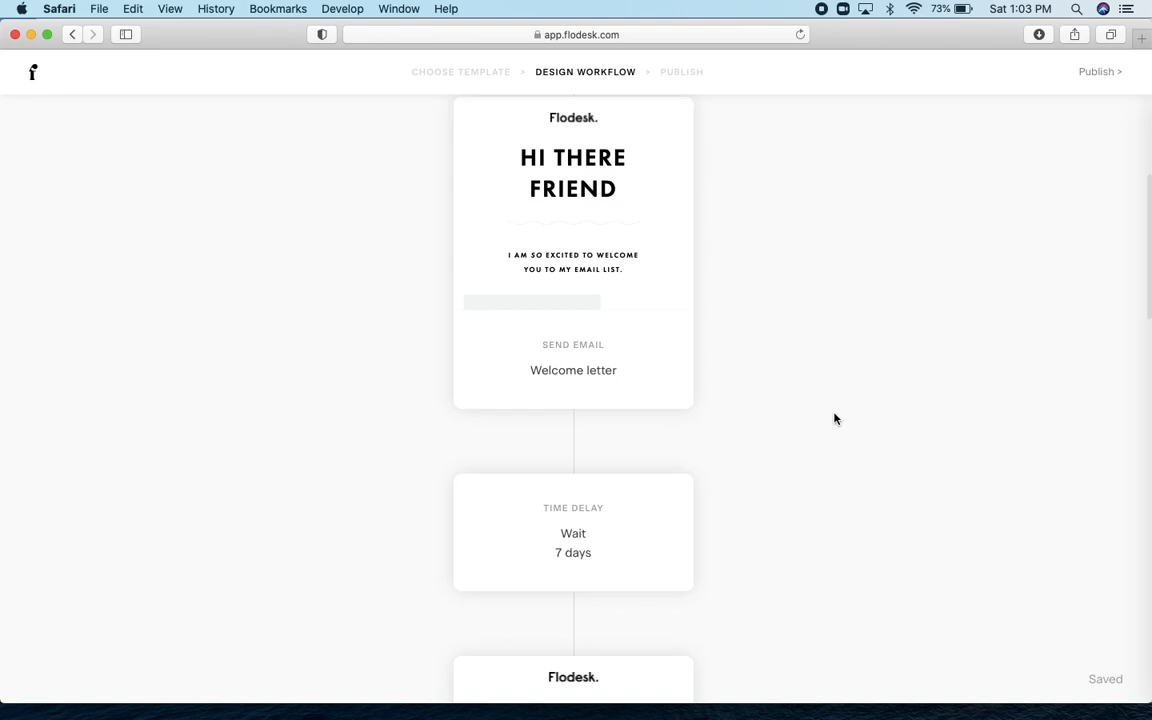 Safari File Edit View History Bookmarks Develop Window Help 73% Sat 1:03 PM
app.flodesk.com
f CHOOSE TEMPLATE > DESIGN WORKFLOW > PUBLISH Publish >
Flodesk.
HI THERE
FRIEND
I AM SO EXCITED TO WELCOME
YOU TO MY EMAIL LIST.
SEND EMAIL
Welcome letter
TIME DELAY
Wait
7 days
Flodesk.
Saved